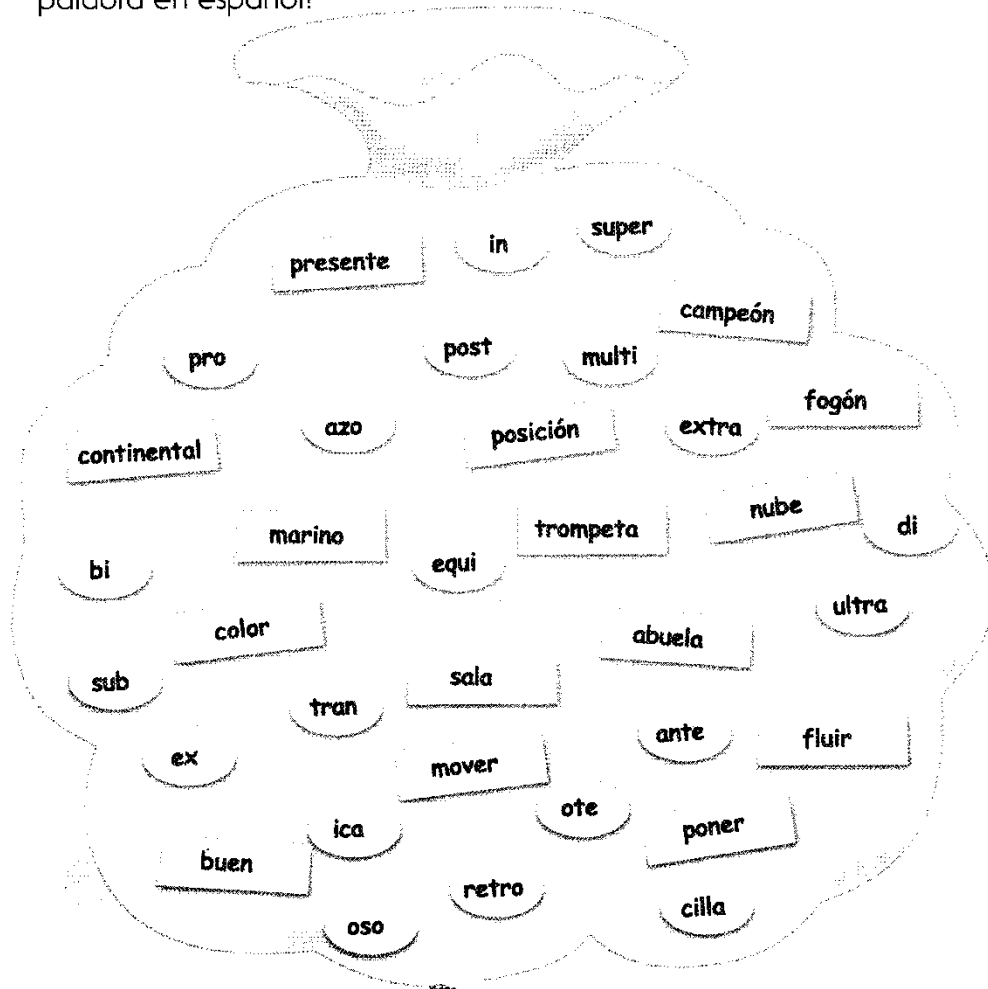 palabra en español!
super
in
presente
campeón
post
pro
multi
fogón
azo
extra
posición
continental
nube
di
trompeta
marino
equi
bi
ultra
color
abuela
sala
sub
tran
ante
fluir
ex
mover
ote
poner
ica
buen
retro
cilla
oso